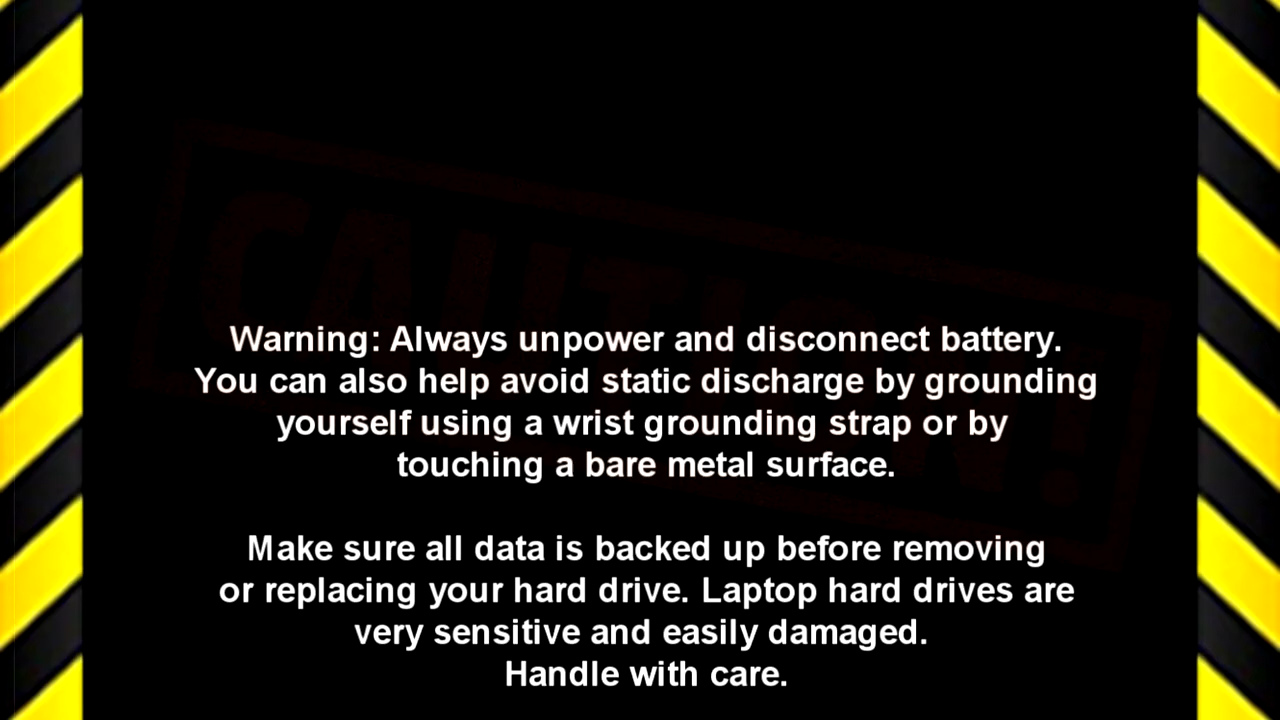 CAUTION!
Warning: Always unpower and disconnect battery.
You can also help avoid static discharge by grounding
yourself using a wrist grounding strap or by
touching a bare metal surface.
Make sure all data is backed up before removing
or replacing your hard drive. Laptop hard drives are
very sensitive and easily damaged.
Handle with care.